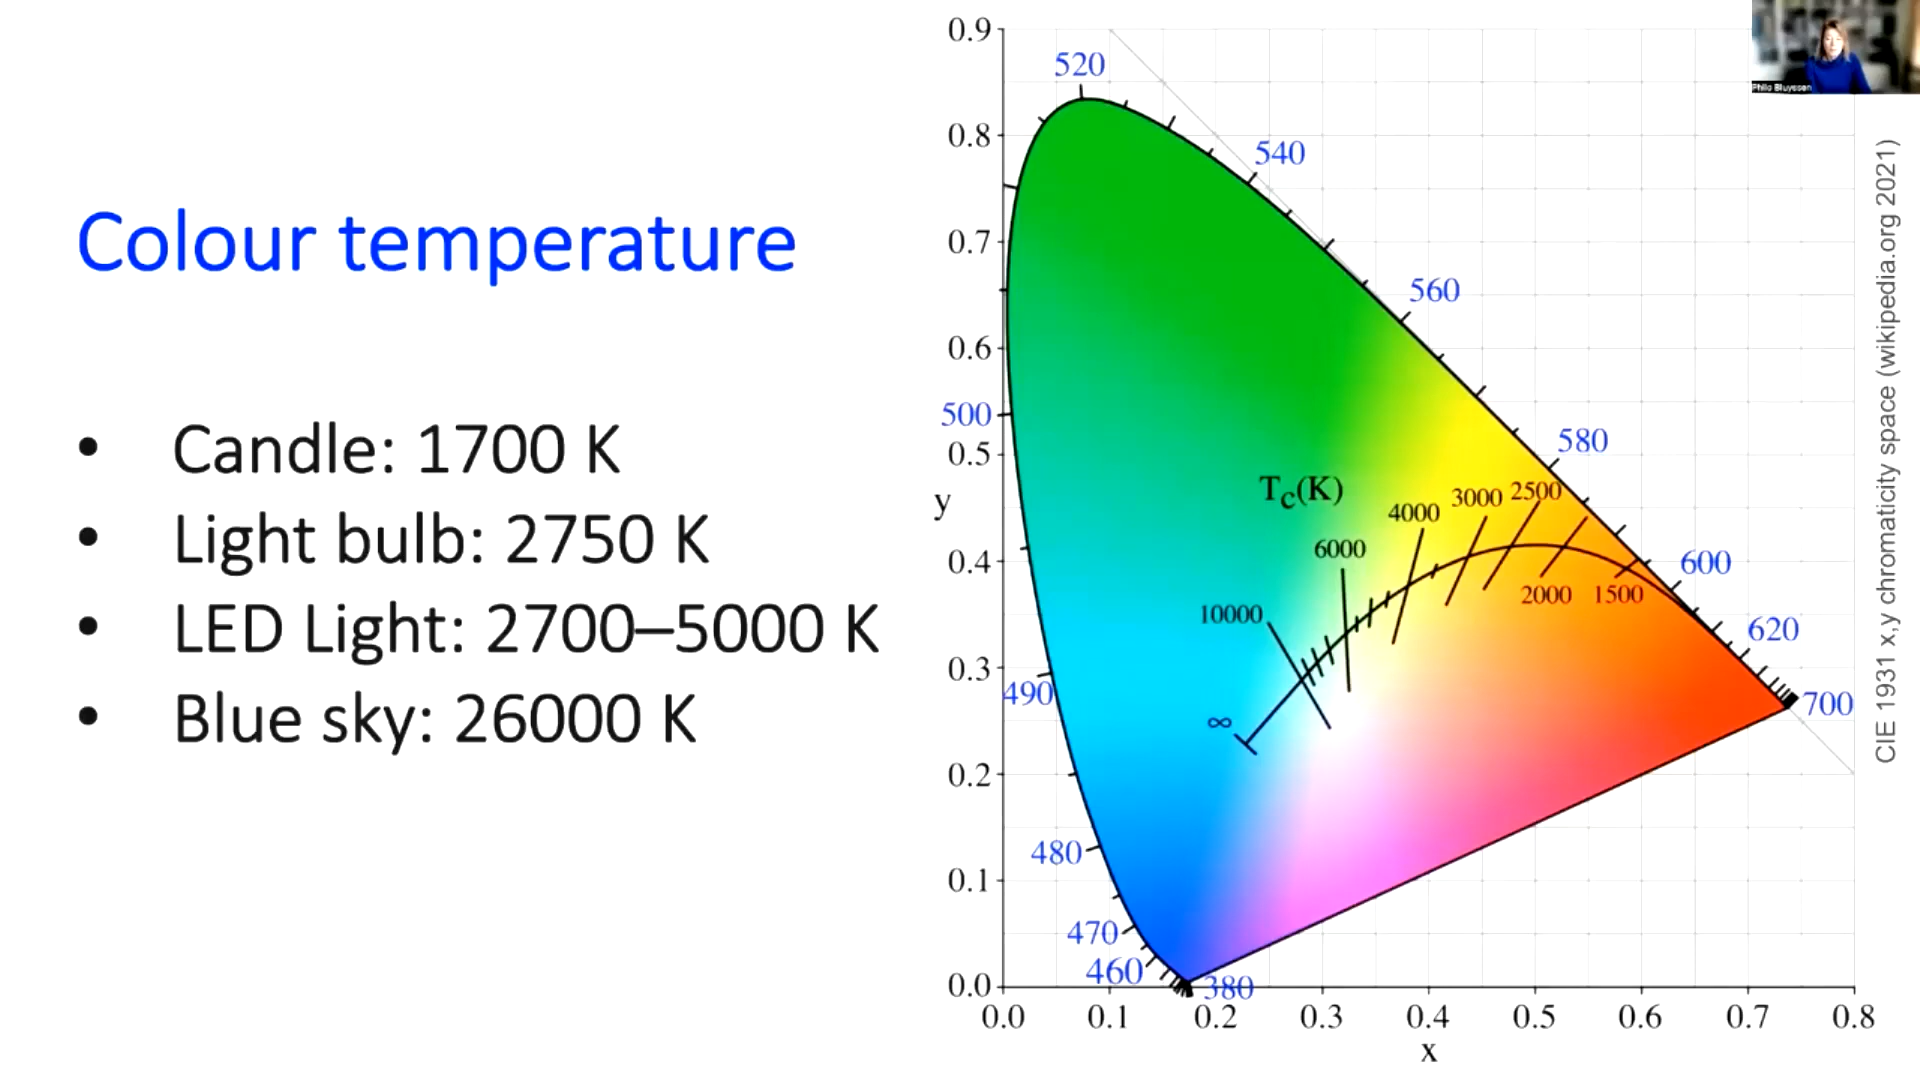 Colour temperature
• Candle: 1700 K
• Light bulb: 2750 K
• LED Light: 2700–5000 K
• Blue sky: 26000 K
0.9
0.8
0.7
0.6
0.5
y
0.4
0.3
0.2
0.1
0.0
0.0 0.1 0.2 0.3 0.4 0.5 0.6 0.7 0.8
x
520
540
560
500
580
600
620
490
700
480
470
460
380
Tc(K)
∞
10000
6000
4000
3000
2500
2000
1500
Philo Bluyssen
CIE 1931 x,y chromaticity space (wikipedia.org 2021)